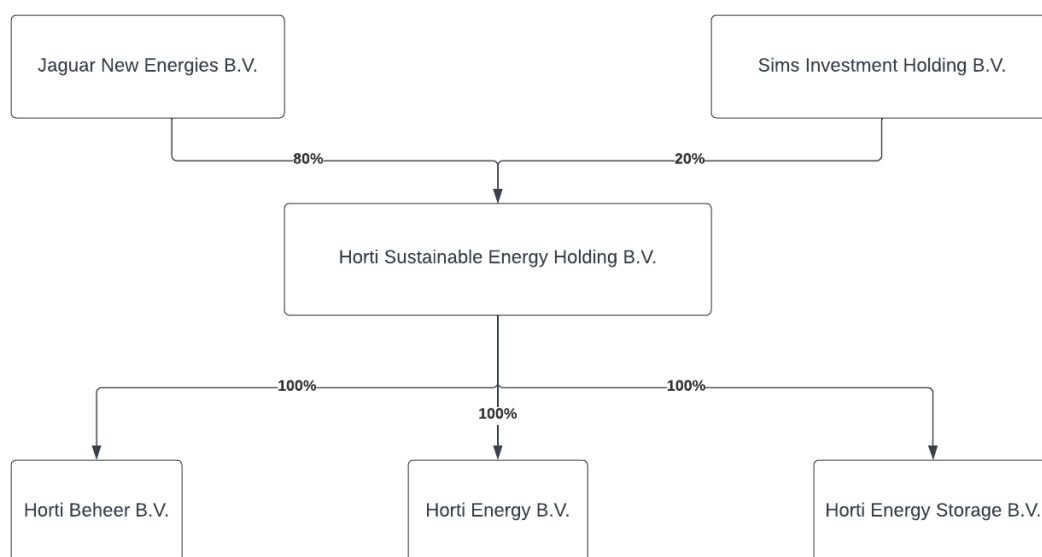 Jaguar New Energies B.V.
Sims Investment Holding B.V.
80%
20%
Horti Sustainable Energy Holding B.V.
100%
100%
100%
Horti Beheer B.V.
Horti Energy B.V.
Horti Energy Storage B.V.